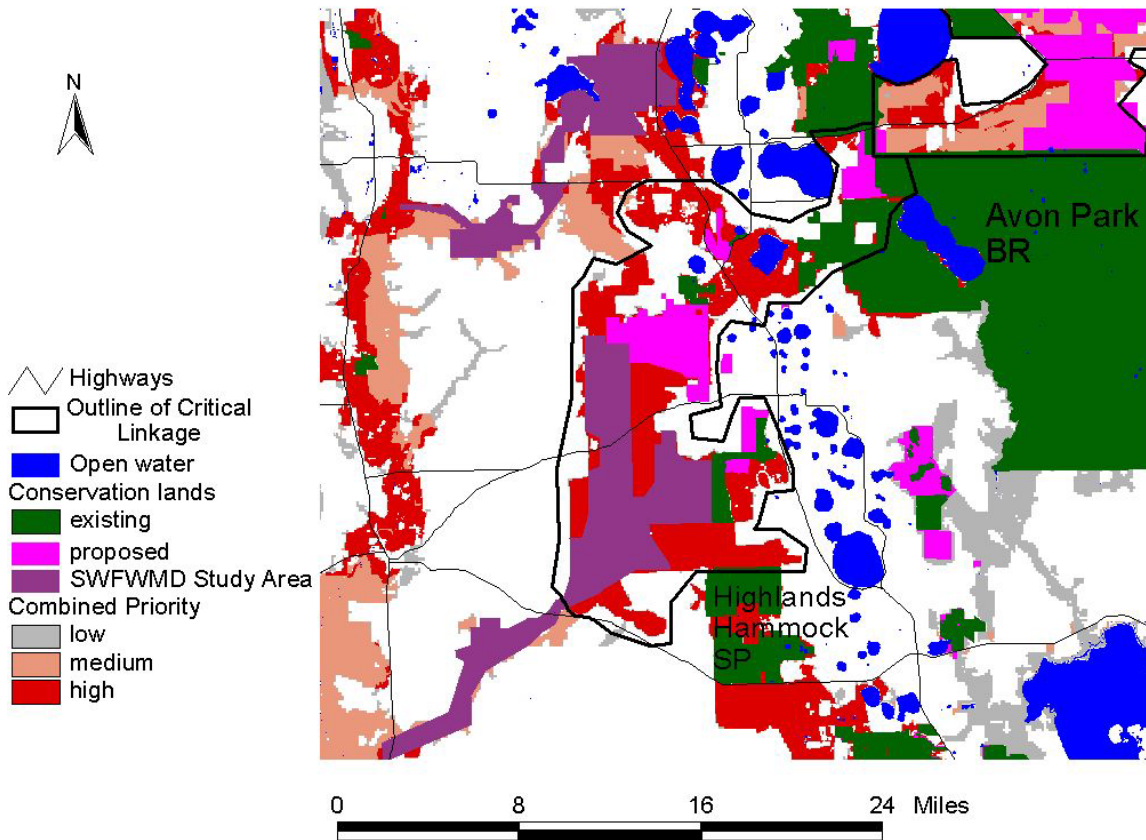 N
Highways
Outline of Critical
Linkage
Open water
Conservation lands
existing
proposed
SWFWMD Study Area
Combined Priority
low
medium
high
Avon Park
BR
Highlands
Hammock
SP
0 8 16 24 Miles